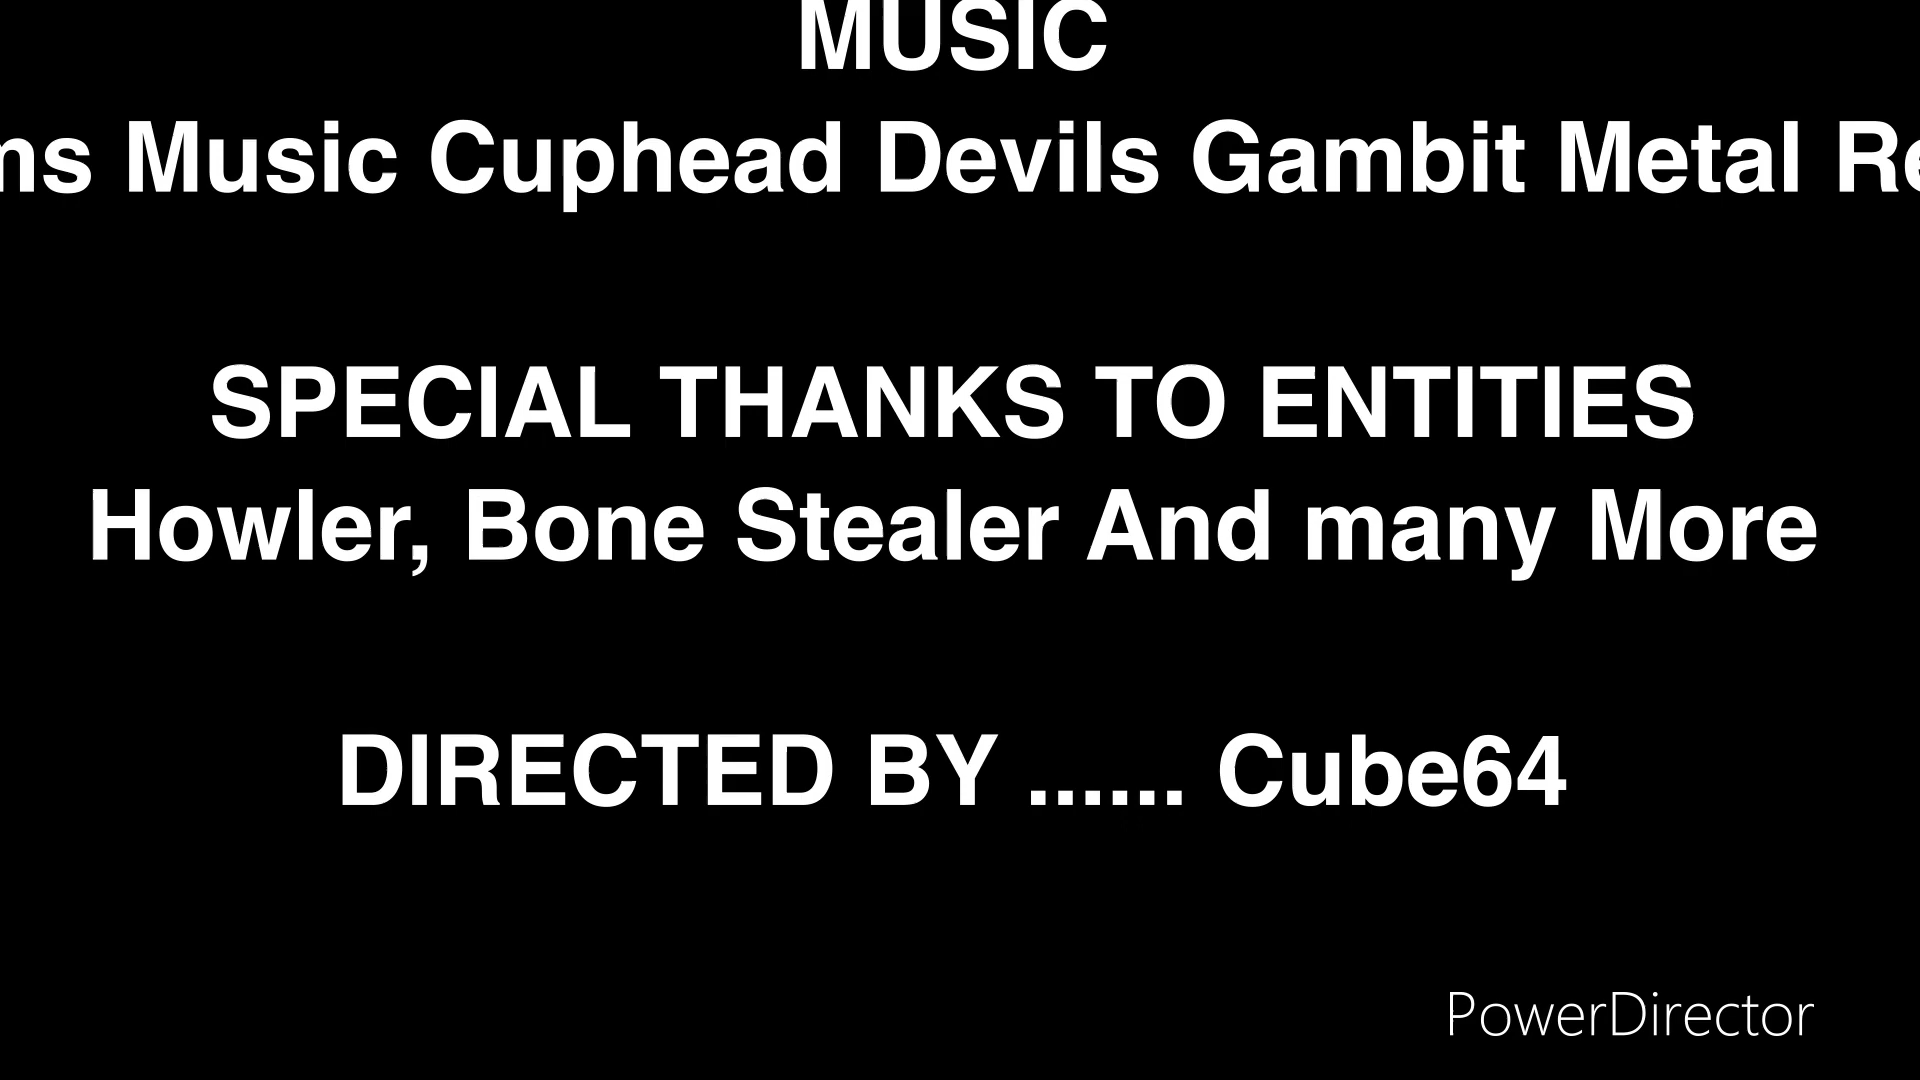 MUSIC
ms Music Cuphead Devils Gambit Metal Re
SPECIAL THANKS TO ENTITIES
Howler, Bone Stealer And many More
DIRECTED BY ...... Cube64
PowerDirector